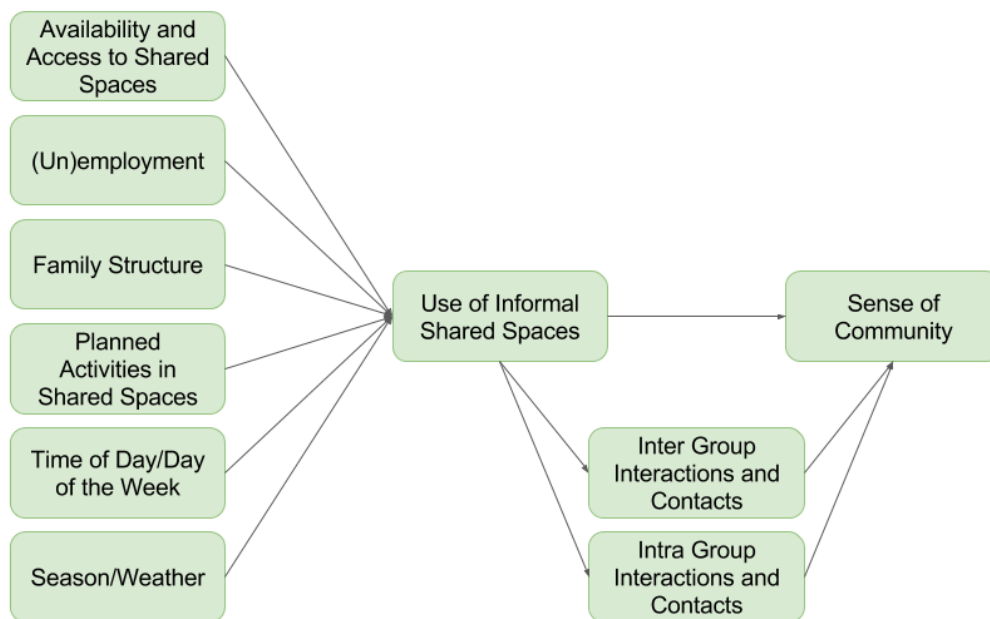 Availability and
Access to Shared
Spaces
(Un)employment
Family Structure
Planned
Activities in
Shared Spaces
Time of Day/Day
of the Week
Season/Weather
Use of Informal
Shared Spaces
Sense of
Community
Inter Group
Interactions and
Contacts
Intra Group
Interactions and
Contacts